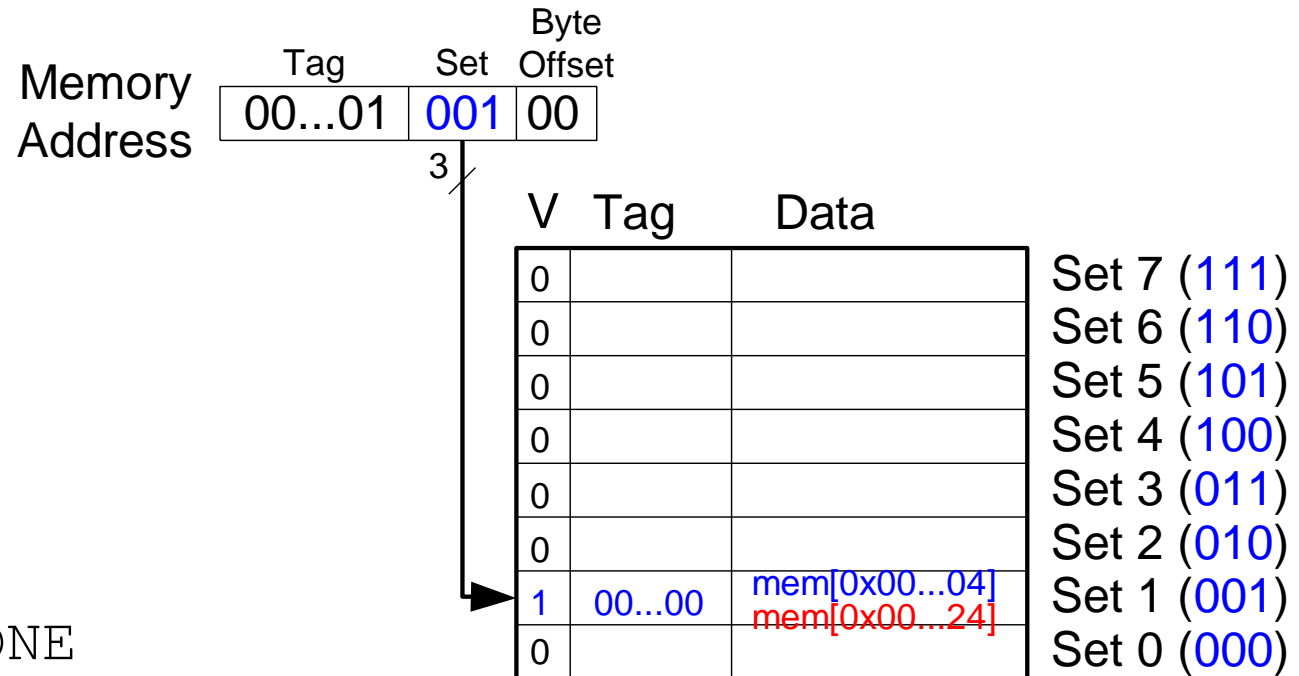 Byte
Tag Set Offset
Memory
Address
00...01 001 00
3
V Tag Data
0 Set 7 (111)
0 Set 6 (110)
0 Set 5 (101)
0 Set 4 (100)
0 Set 3 (011)
0 Set 2 (010)
1 00...00 mem[0x00...04] Set 1 (001)
mem[0x00...24]
0 Set 0 (000)
ONE